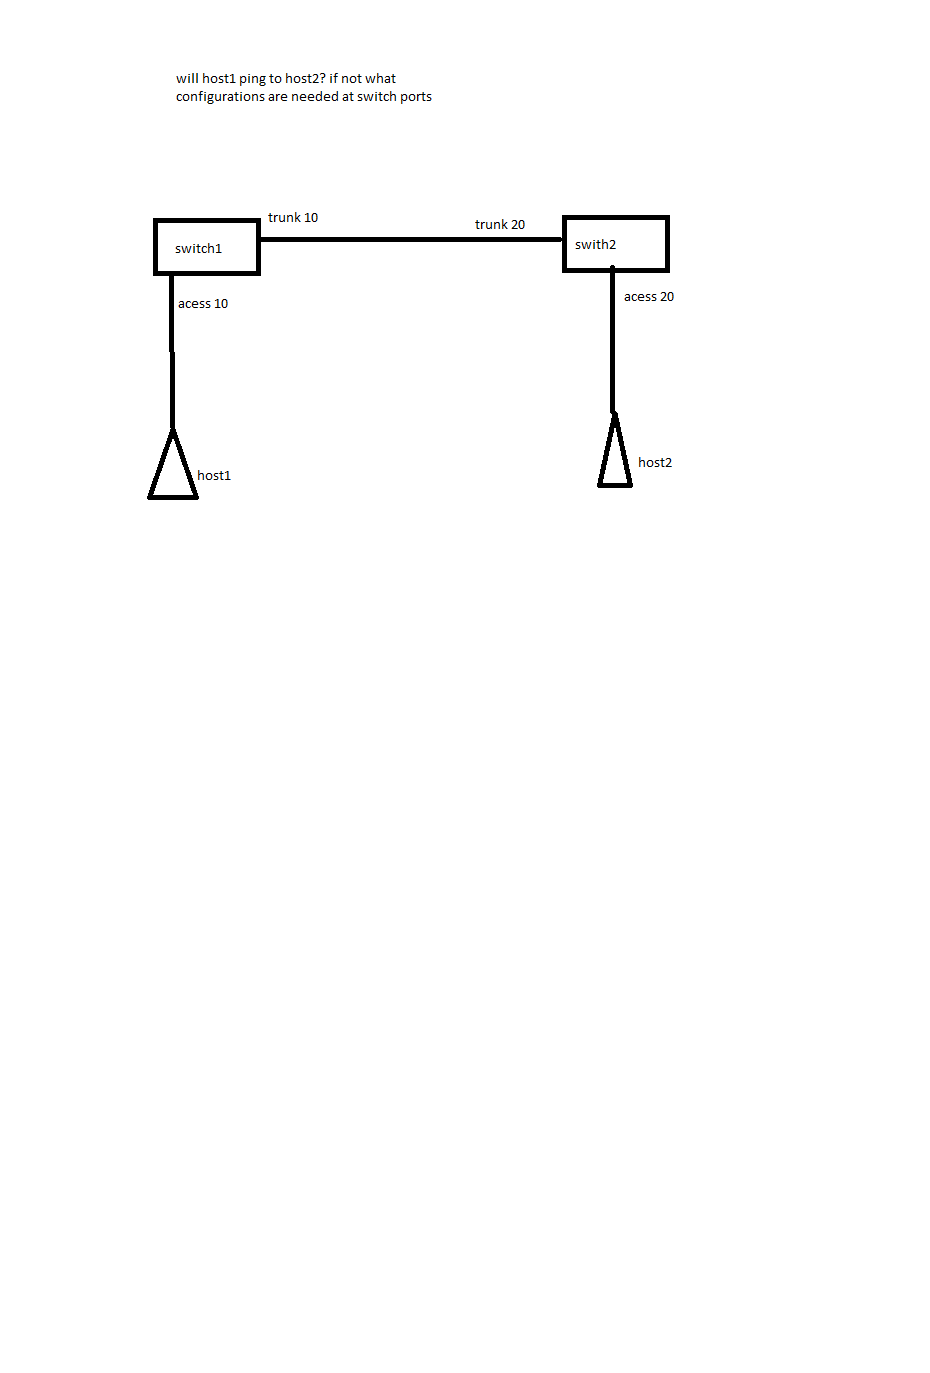 will host1 ping to host2? if not what
configurations are needed at switch ports
trunk 10
trunk 20
switch1
swith2
acess 10
acess 20
host1
host2